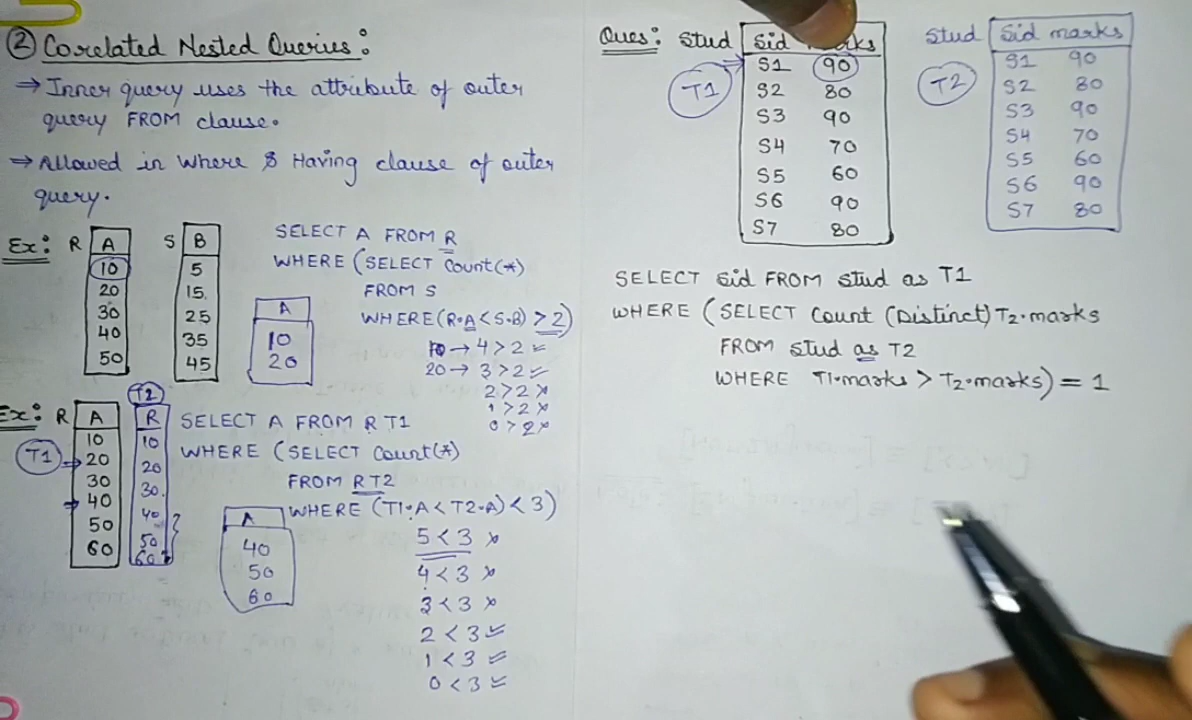 ② Corelated Nested Queries:
⇒ Inner query uses the attribute of outer
query FROM clause.
⇒ Allowed in Where & Having clause of outer
query.
Ex: R
A
10
20
30
40
50
S
B
5
15.
25
35
45
SELECT A FROM R
WHERE (SELECT Count(*)
FROM S
WHERE(R.A < S.B) > 2)
10 → 4 > 2 ✓
20 → 3 > 2 ✓
2 > 2 ×
1 > 2 ×
0 > 2 ×
A
10
20
Ex: R
T1
A
10
20
30
40
50
60
T2
R
10
20
30.
40
50
60
SELECT A FROM R T1
WHERE (SELECT Count(*)
FROM R T2
WHERE (T1.A < T2.A) < 3)
5 < 3 ×
4 < 3 ×
3 < 3 ×
2 < 3 ✓
1 < 3 ✓
0 < 3 ✓
A
40
50
60
Ques: Stud
T1
Sid
S1 90
S2 80
S3 90
S4 70
S5 60
S6 90
S7 80
Stud
T2
Sid marks
S1 90
S2 80
S3 90
S4 70
S5 60
S6 90
S7 80
SELECT Sid FROM Stud as T1
WHERE (SELECT Count (Distinct) T2.marks
FROM Stud as T2
WHERE T1.marks > T2.marks) = 1